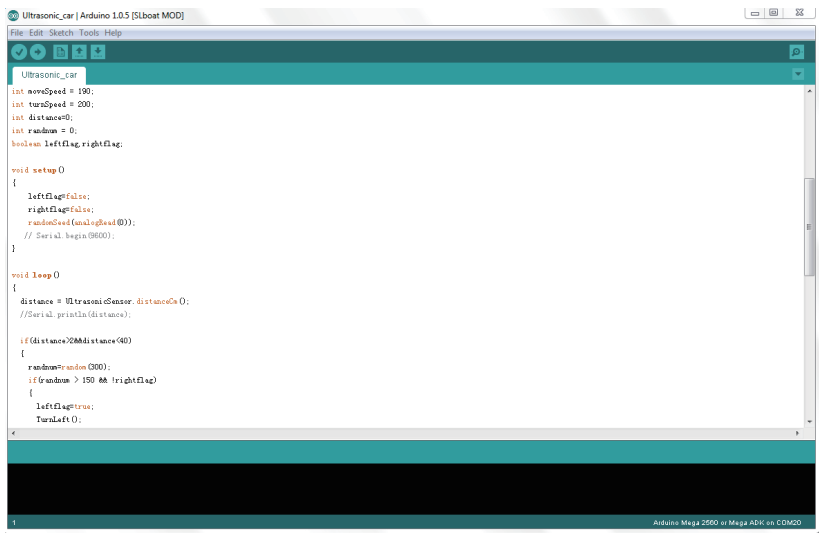 Ultrasonic_car | Arduino 1.0.5 [SLboat MOD]
File Edit Sketch Tools Help
Ultrasonic_car
int moveSpeed = 190;
int turnSpeed = 200;
int distance=0;
int randnum = 0;
boolean leftflag,rightflag;
void setup()
{
leftflag=false;
rightflag=false;
randomSeed(analogRead(0));
// Serial.begin(9600);
}
void loop()
{
distance = UltrasonicSensor.distanceCm();
//Serial.println(distance);
if(distance>2&&distance<40)
{
randnum=random(300);
if(randnum > 150 && !rightflag)
{
leftflag=true;
TurnLeft();
1
Arduino Mega 2560 or Mega ADK on COM20